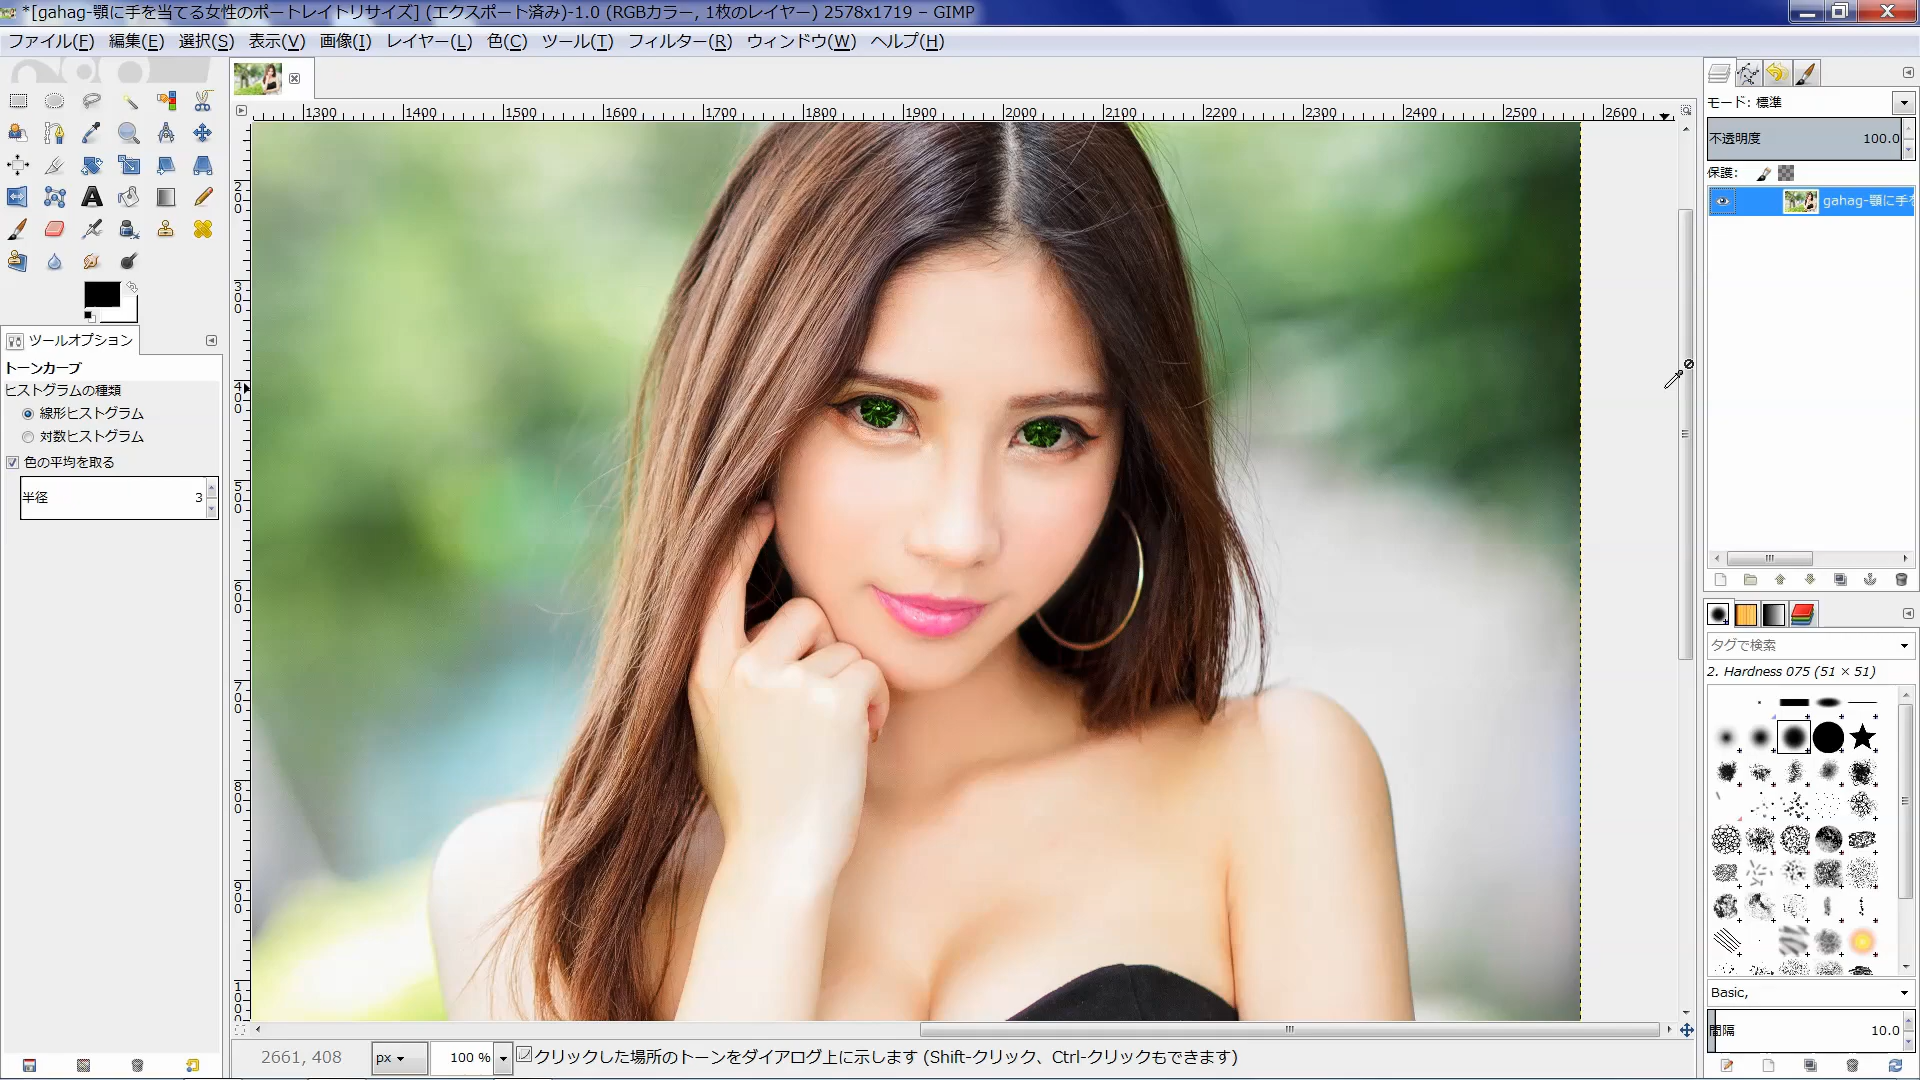 *[gahag-顎に手を当てる女性のポートレイトリサイズ] (エクスポート済み)-1.0 (RGBカラー, 1枚のレイヤー) 2578x1719 – GIMP
ファイル(F) 編集(E) 選択(S) 表示(V) 画像(I) レイヤー(L) 色(C) ツール(T) フィルター(R) ウィンドウ(W) ヘルプ(H)
1300 1400 1500 1600 1700 1800 1900 2000 2100 2200 2300 2400 2500 2600
200
300
400
500
600
700
800
900
1000
ツールオプション
トーンカーブ
ヒストグラムの種類
線形ヒストグラム
対数ヒストグラム
色の平均を取る
半径 3
モード: 標準
不透明度 100.0
保護:
gahag-顎に手を
タグで検索
2. Hardness 075 (51 × 51)
Basic,
間隔 10.0
2661, 408 px 100 % クリックした場所のトーンをダイアログ上に示します (Shift-クリック、Ctrl-クリックもできます)